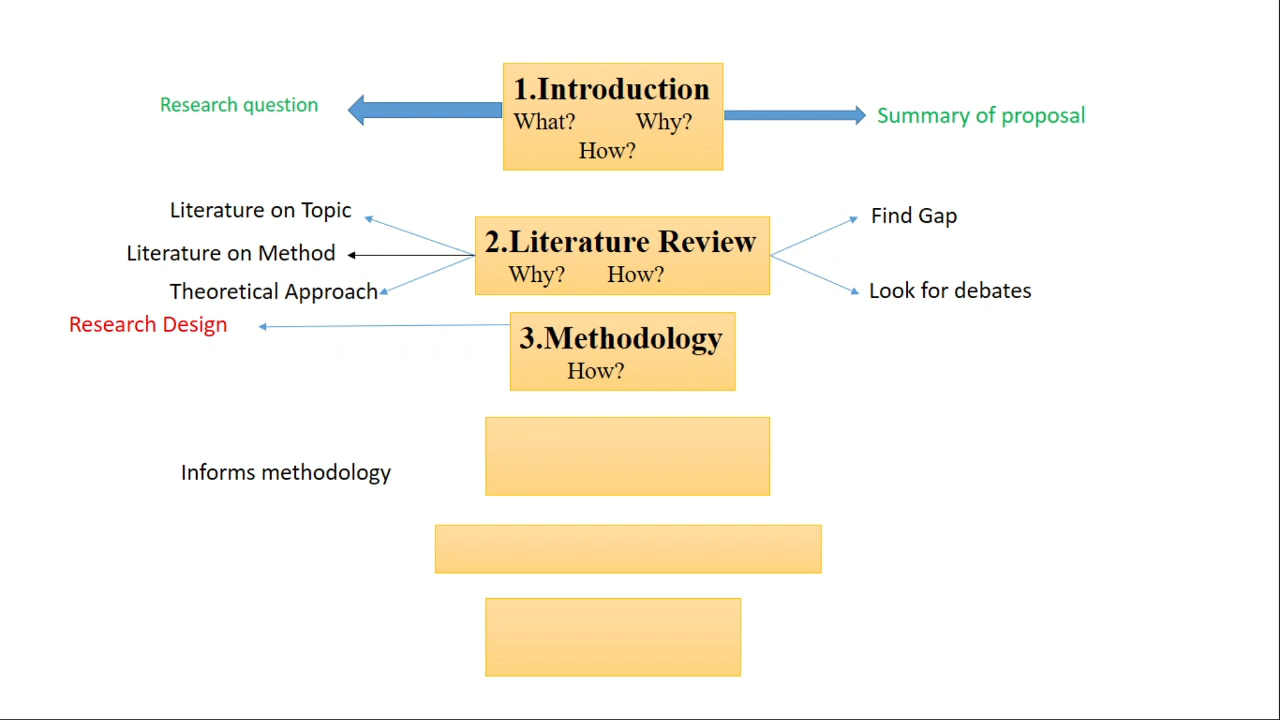 1.Introduction
What? Why?
How?
Research question
Summary of proposal
2.Literature Review
Why? How?
Literature on Topic
Literature on Method
Theoretical Approach
Find Gap
Look for debates
Research Design
3.Methodology
How?
Informs methodology